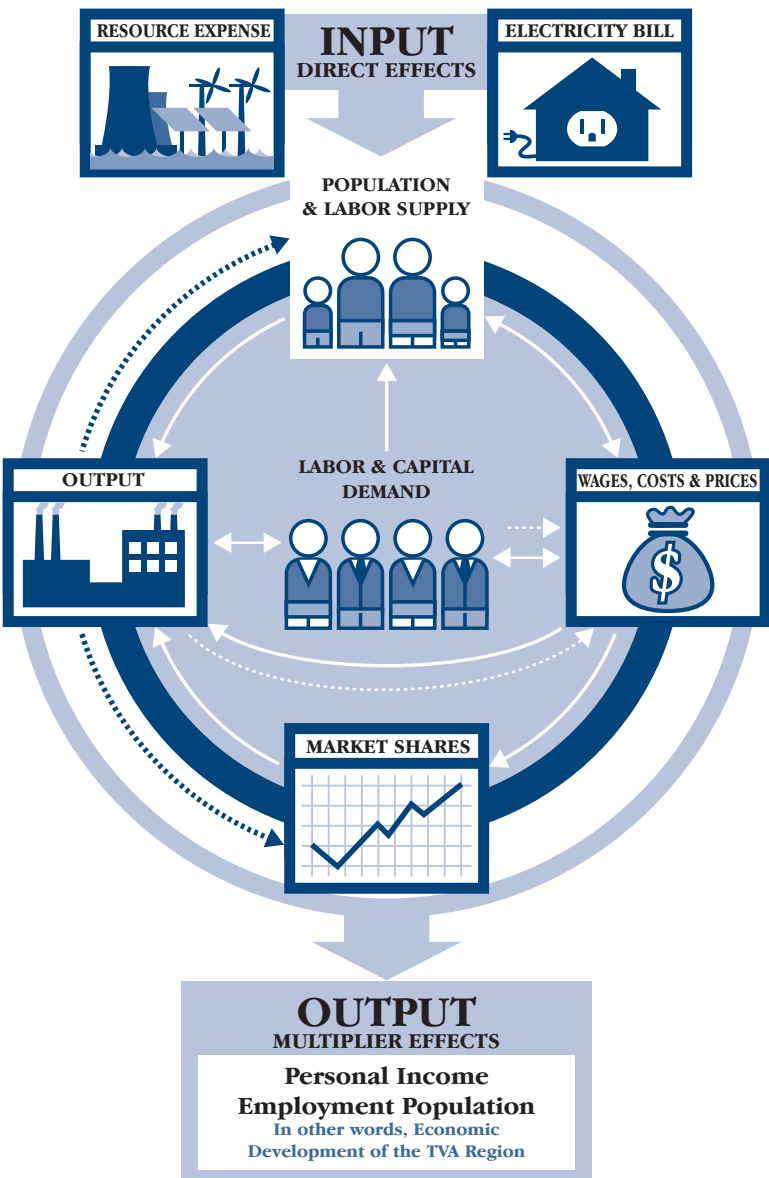 RESOURCE EXPENSE
INPUT
DIRECT EFFECTS
ELECTRICITY BILL
POPULATION
& LABOR SUPPLY
OUTPUT
LABOR & CAPITAL
DEMAND
WAGES, COSTS & PRICES
$
MARKET SHARES
OUTPUT
MULTIPLIER EFFECTS
Personal Income
Employment Population
In other words, Economic
Development of the TVA Region